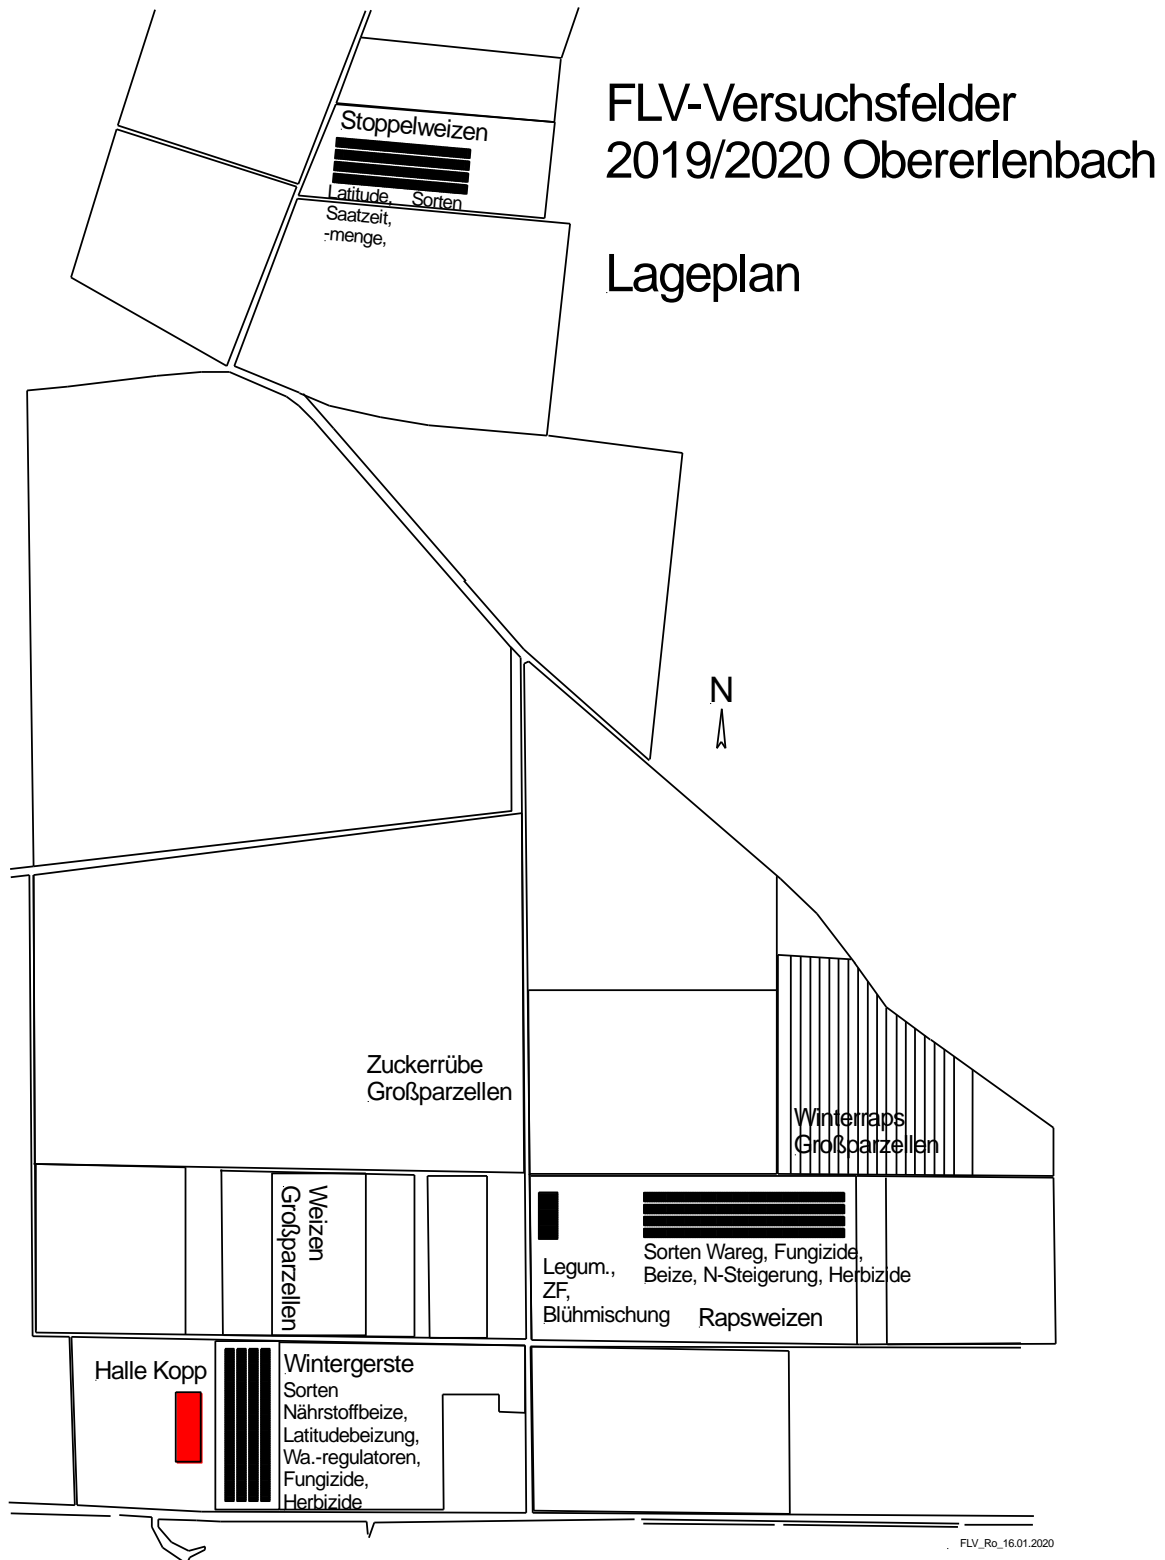 FLV-Versuchsfelder
2019/2020 Obererlenbach
Lageplan
Stoppelweizen
Latitude, Sorten
Saatzeit,
-menge,
N
Zuckerrübe
Großparzellen
Winterraps
Großparzellen
Weizen
Großparzellen
Legum.,
ZF,
Blühmischung
Sorten Wareg, Fungizide,
Beize, N-Steigerung, Herbizide
Rapsweizen
Halle Kopp
Wintergerste
Sorten
Nährstoffbeize,
Latitudebeizung,
Wa.-regulatoren,
Fungizide,
Herbizide
FLV_Ro_16.01.2020